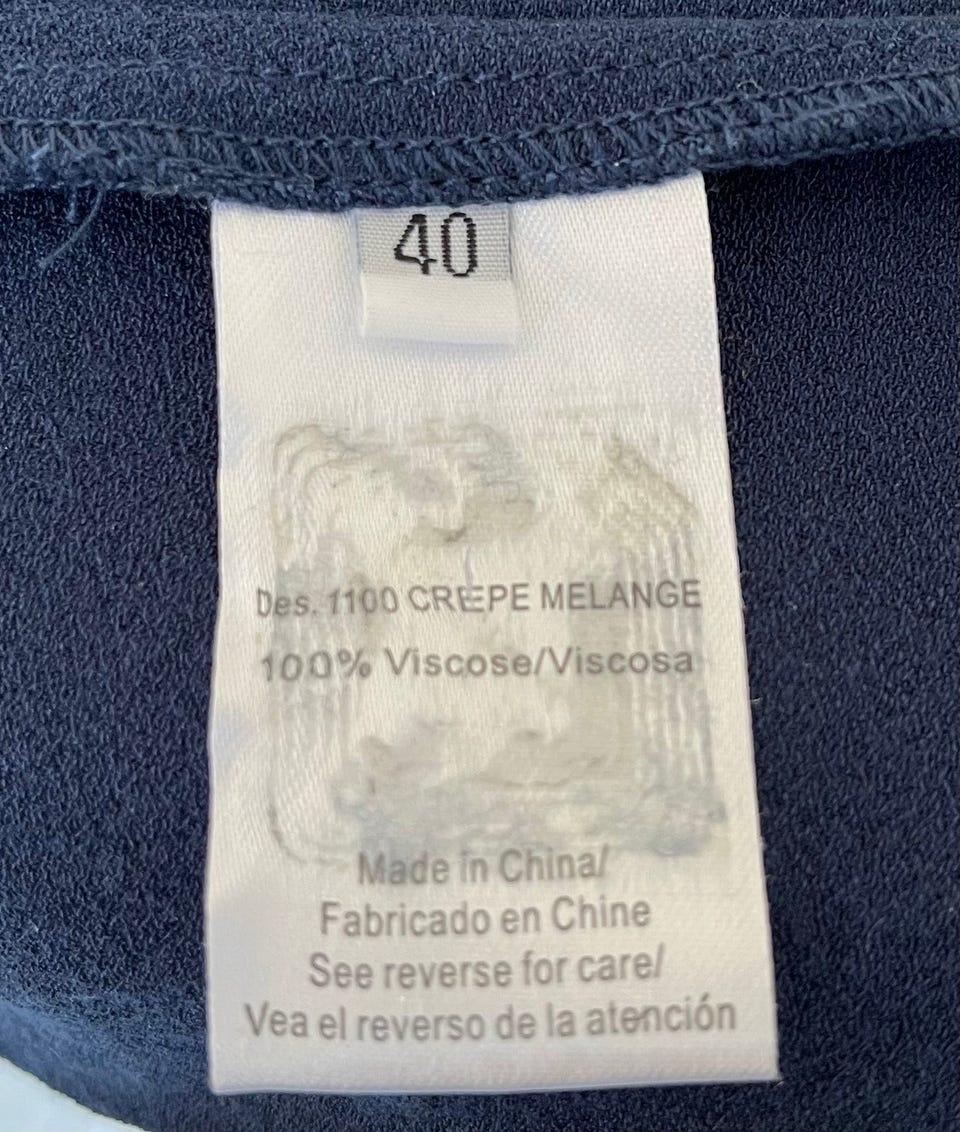 40
Des. 1100 CREPE MELANGE
100% Viscose/Viscosa
Made in China/
Fabricado en Chine
See reverse for care/
Vea el reverso de la atención